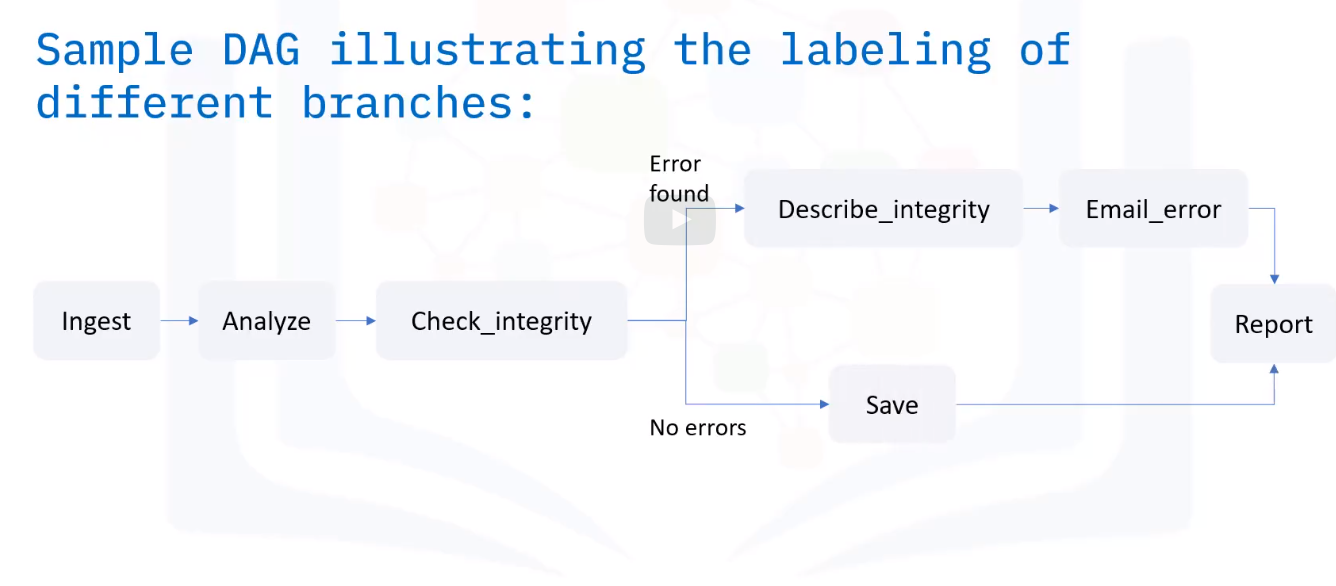 Sample DAG illustrating the labeling of
different branches:
Error
found
Describe_integrity
Email_error
Ingest
Analyze
Check_integrity
Report
Save
No errors